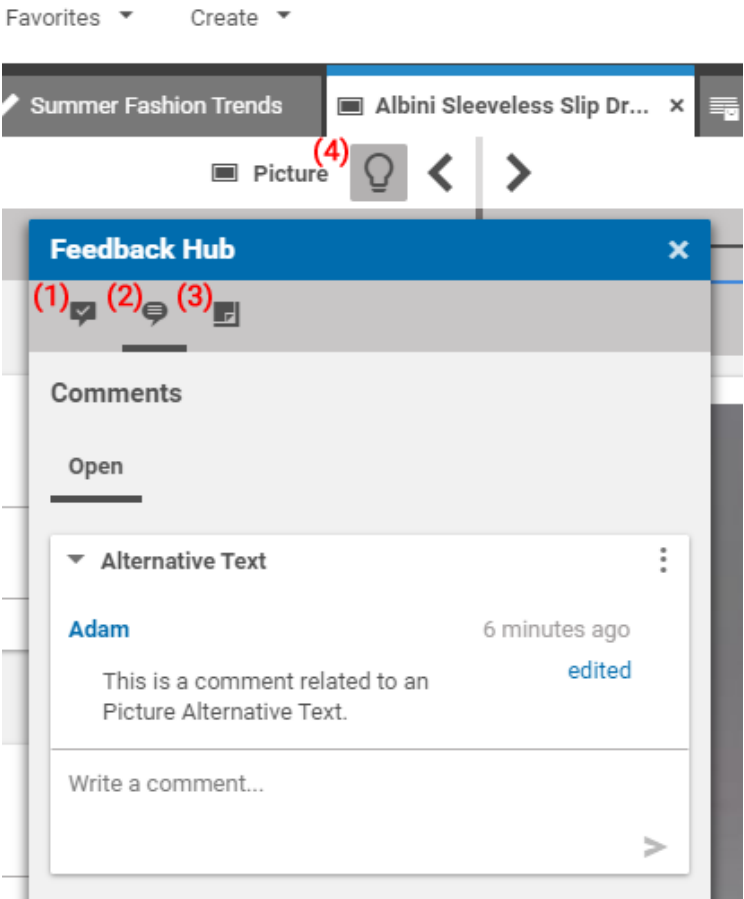 Favorites Create
Summer Fashion Trends Albini Sleeveless Slip Dr... ×
(4)
Picture
Feedback Hub ×
(1) (2) (3)
Comments
Open
Alternative Text
Adam 6 minutes ago
edited
This is a comment related to an
Picture Alternative Text.
Write a comment...